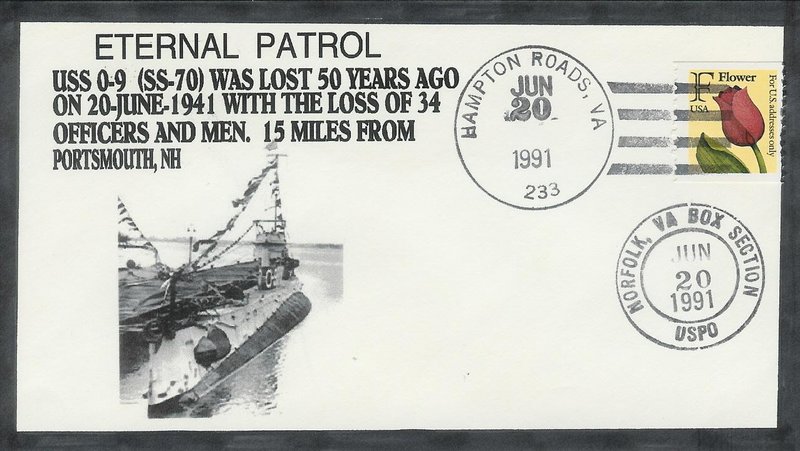 ETERNAL PATROL
USS O-9 (SS-70) WAS LOST 50 YEARS AGO
ON 20-JUNE-1941 WITH THE LOSS OF 34
OFFICERS AND MEN. 15 MILES FROM
PORTSMOUTH, NH
HAMPTON ROADS, VA
JUN
20
1991
233
F Flower
USA
For U.S. addresses only
NORFOLK, VA BOX SECTION
JUN
20
1991
USPO